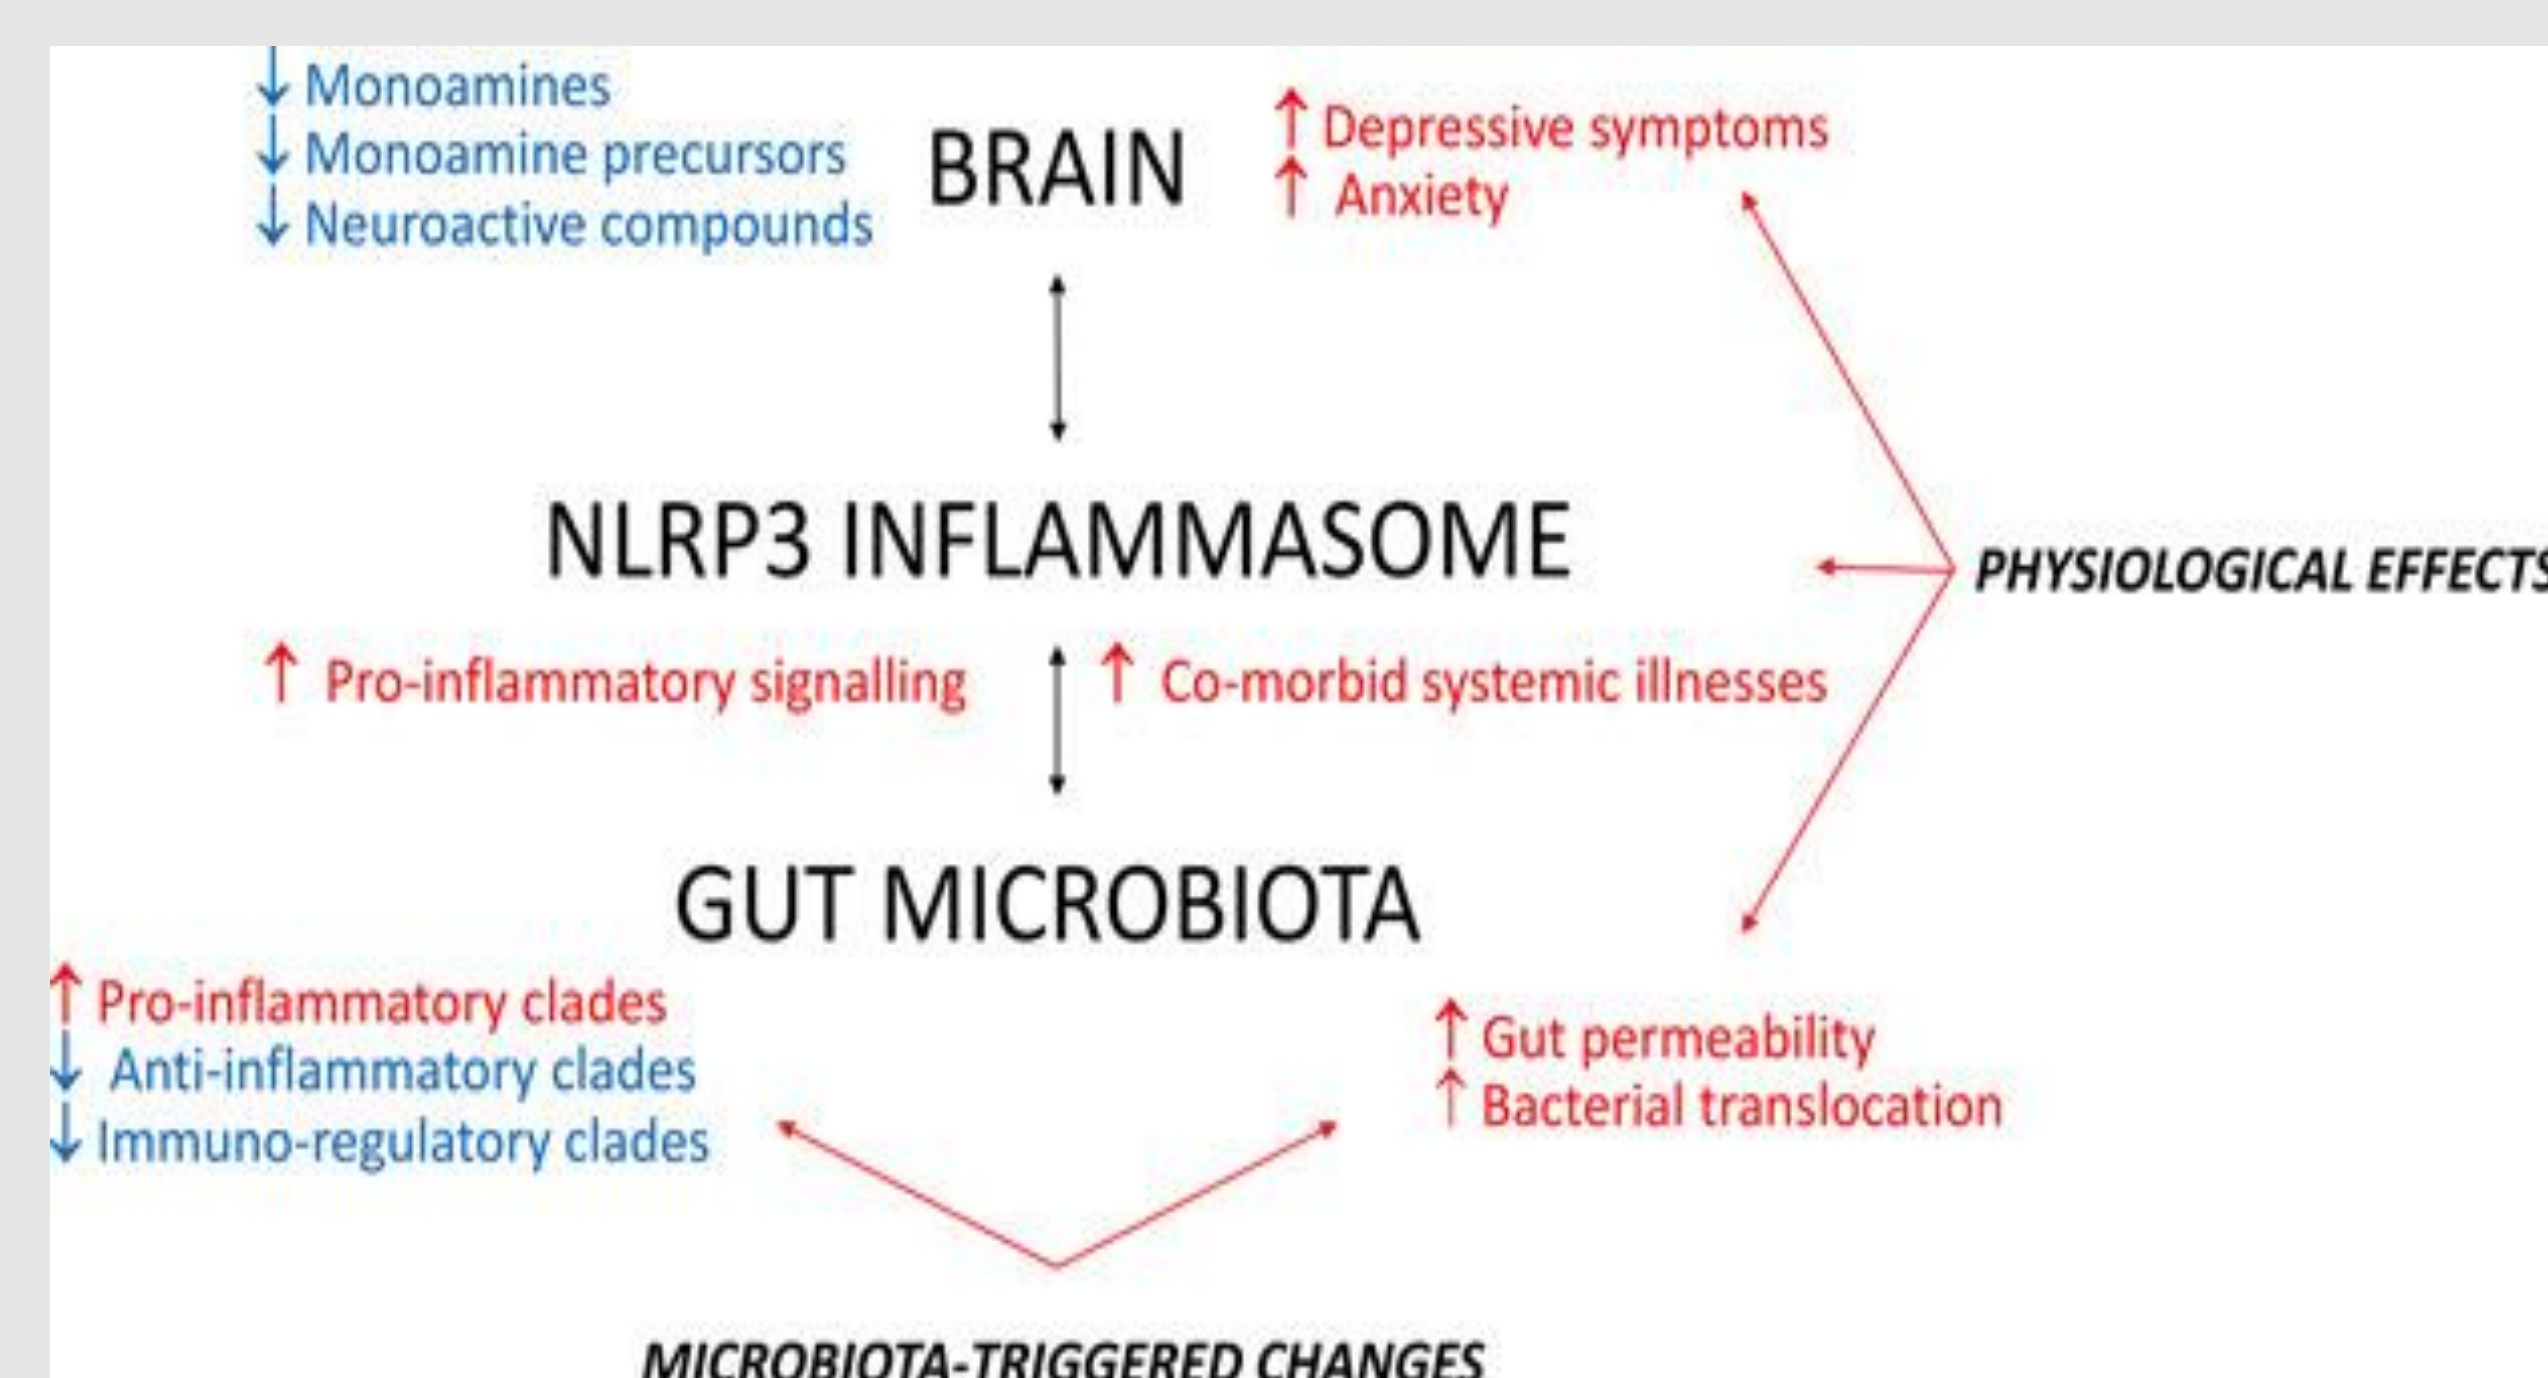 ↓ Monoamines
↓ Monoamine precursors
↓ Neuroactive compounds
BRAIN
↑ Depressive symptoms
↑ Anxiety
NLRP3 INFLAMMASOME
PHYSIOLOGICAL EFFECTS
↑ Pro-inflammatory signalling
↑ Co-morbid systemic illnesses
GUT MICROBIOTA
↑ Pro-inflammatory clades
↓ Anti-inflammatory clades
↓ Immuno-regulatory clades
↑ Gut permeability
↑ Bacterial translocation
MICROBIOTA-TRIGGERED CHANGES